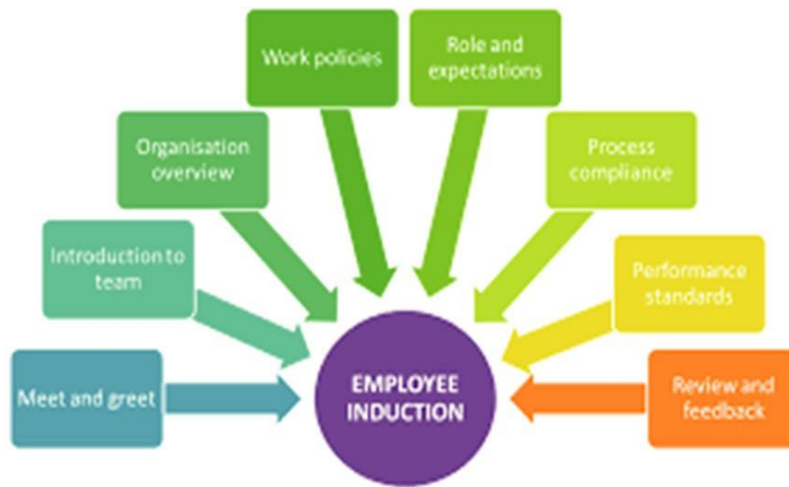 Meet and greet
Introduction to
team
Organisation
overview
Work policies
Role and
expectations
Process
compliance
Performance
standards
Review and
feedback
EMPLOYEE
INDUCTION